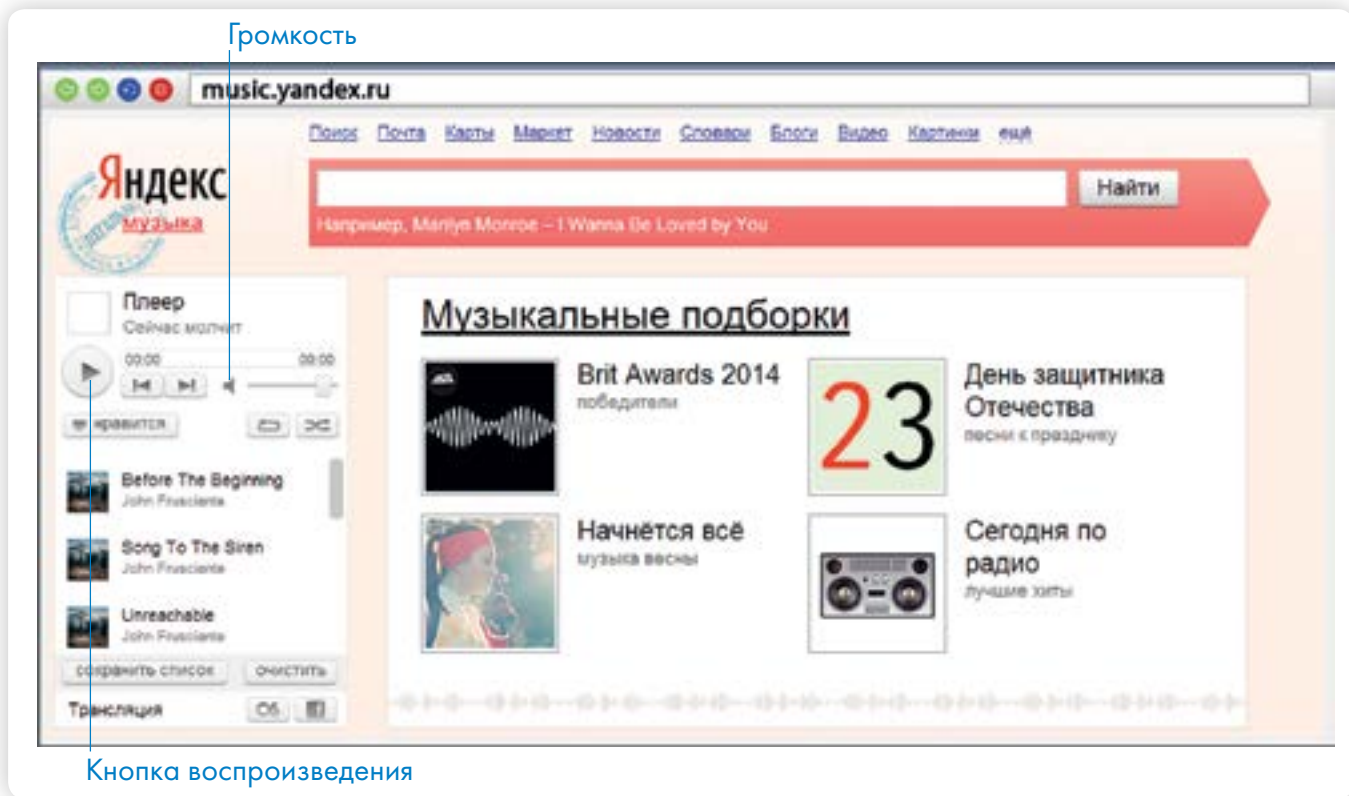 Громкость
music.yandex.ru
Поиск Почта Карты Маркет Новости Словари Блоги Видео Картинки ещё
Яндекс
музыка
Найти
Например, Marilyn Monroe – I Wanna Be Loved by You
Плеер
Сейчас молчит
00:00 00:00
нравится
Before The Beginning
John Frusciante
Song To The Siren
John Frusciante
Unreachable
John Frusciante
сохранить список очистить
Трансляция
Музыкальные подборки
Brit Awards 2014
победители
День защитника
Отечества
песни к празднику
23
Начнётся всё
музыка весны
Сегодня по
радио
лучшие хиты
Кнопка воспроизведения